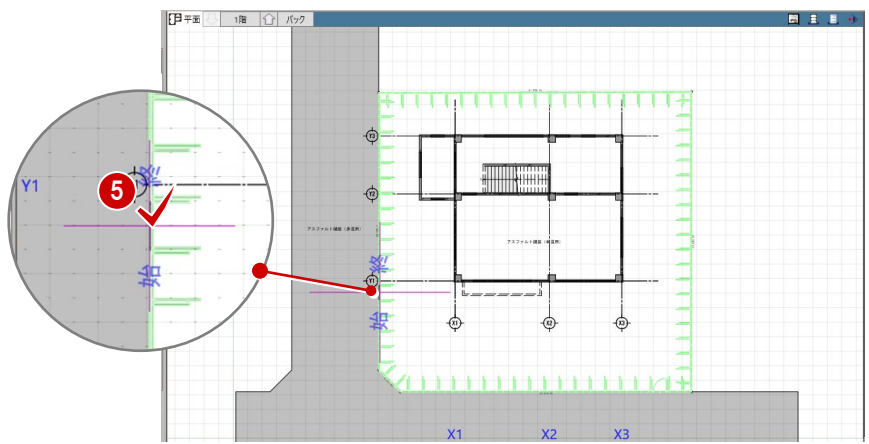 平面
1階
バック
Y3
Y2
アスファルト舗装（歩道用）
アスファルト舗装（車道用）
終
Y1
始
X1
X2
X3
X1
X2
X3
Y1
終
5
始